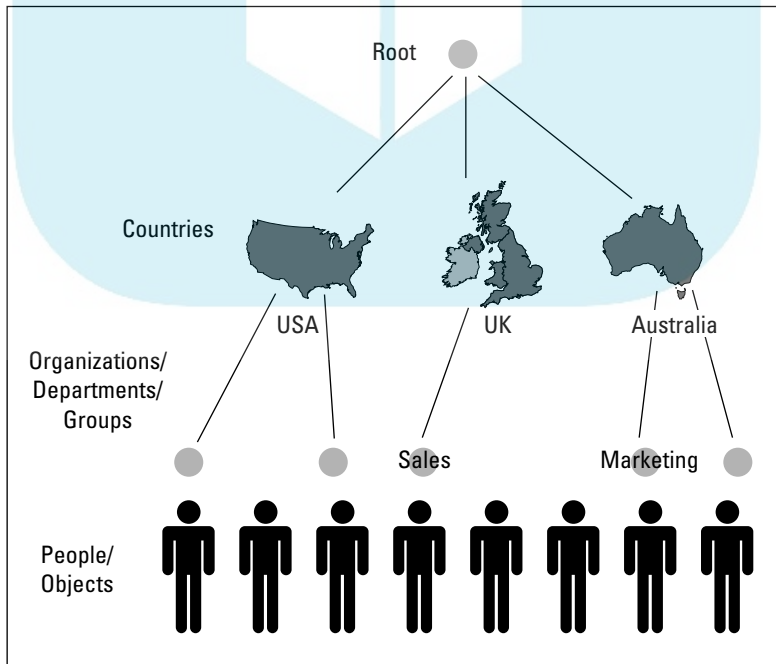 Root
Countries
USA
UK
Australia
Organizations/
Departments/
Groups
Sales
Marketing
People/
Objects